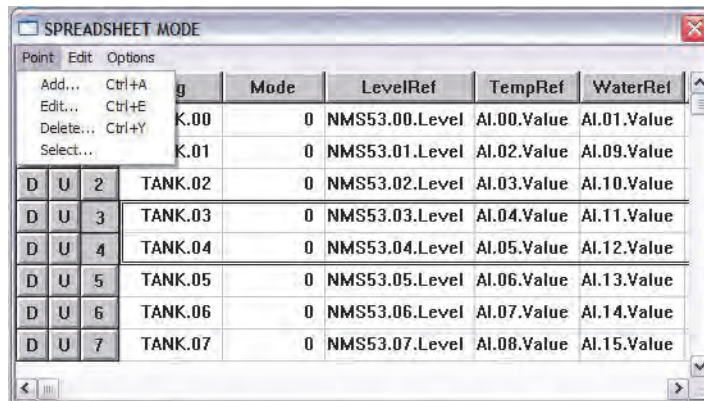 SPREADSHEET MODE
Point Edit Options
Add... Ctrl+A
Edit... Ctrl+E
Delete... Ctrl+Y
Select...
g Mode LevelRef TempRef WaterRef
K.00 0 NMS53.00.Level AI.00.Value AI.01.Value
K.01 0 NMS53.01.Level AI.02.Value AI.09.Value
D U 2 TANK.02 0 NMS53.02.Level AI.03.Value AI.10.Value
D U 3 TANK.03 0 NMS53.03.Level AI.04.Value AI.11.Value
D U 4 TANK.04 0 NMS53.04.Level AI.05.Value AI.12.Value
D U 5 TANK.05 0 NMS53.05.Level AI.06.Value AI.13.Value
D U 6 TANK.06 0 NMS53.06.Level AI.07.Value AI.14.Value
D U 7 TANK.07 0 NMS53.07.Level AI.08.Value AI.15.Value